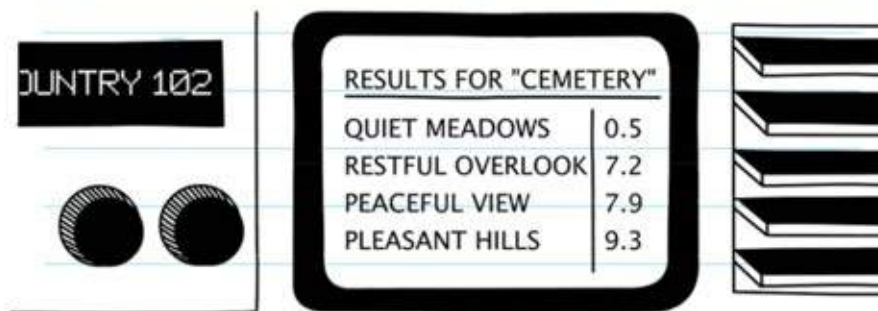 OUNTRY 102
RESULTS FOR "CEMETERY"
QUIET MEADOWS 0.5
RESTFUL OVERLOOK 7.2
PEACEFUL VIEW 7.9
PLEASANT HILLS 9.3